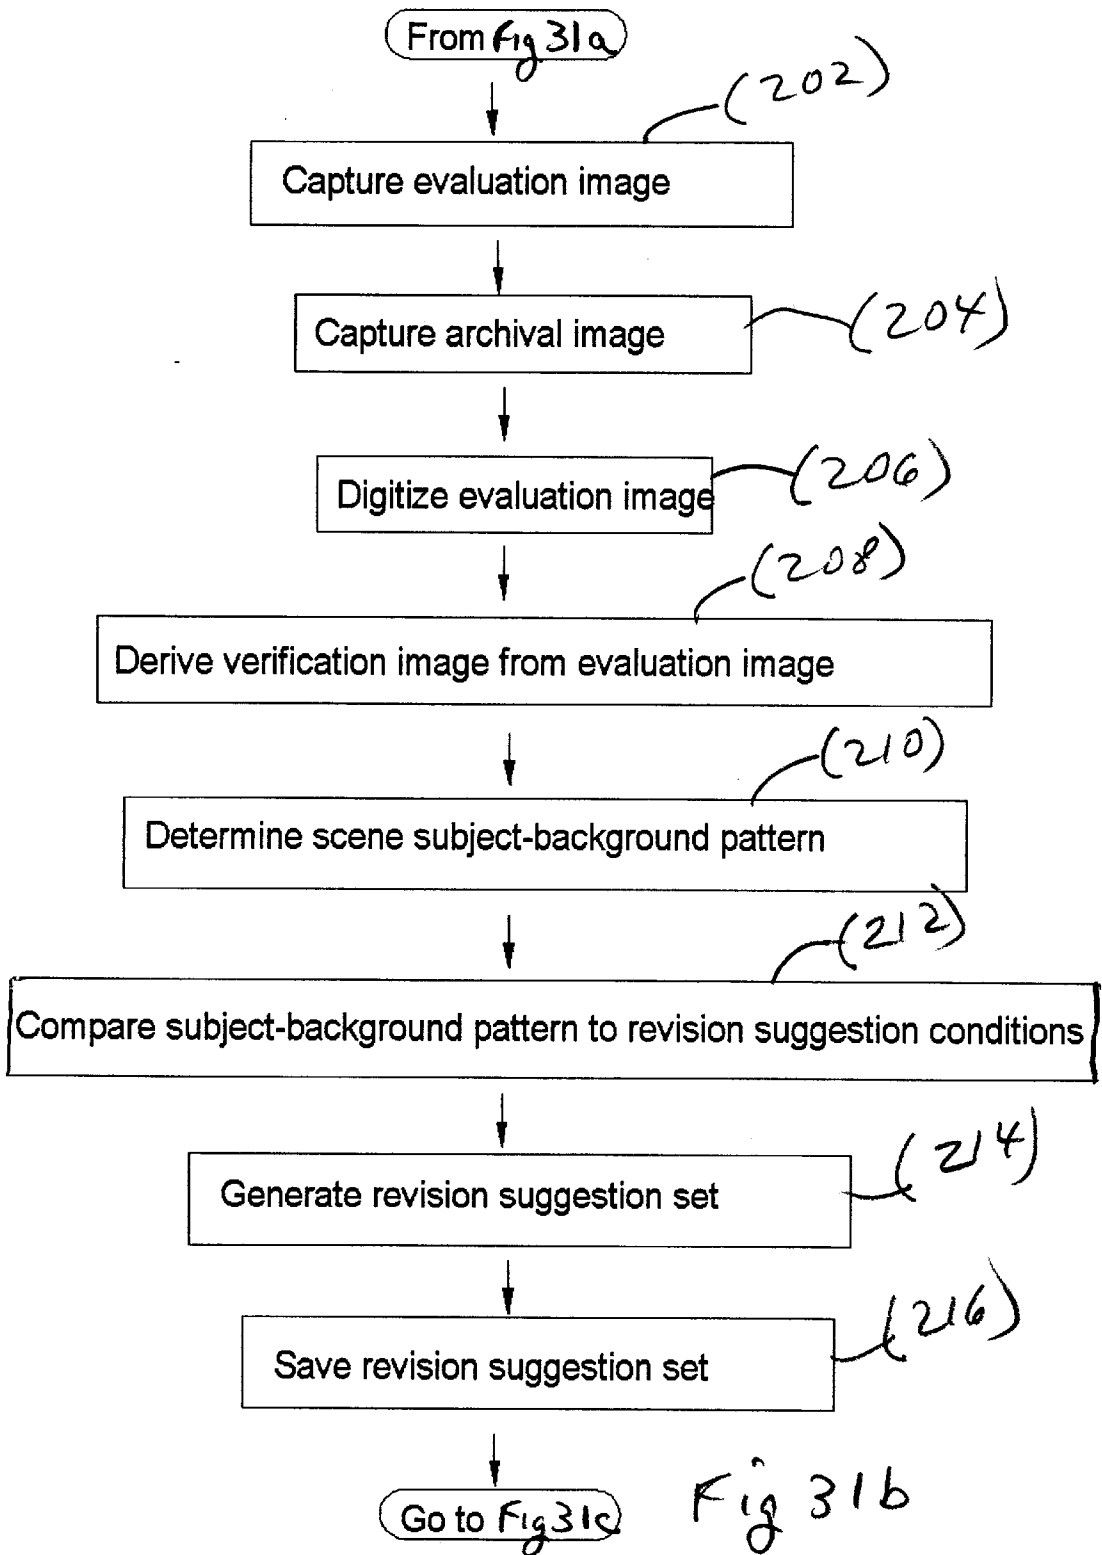 From Fig 31a
(202)
Capture evaluation image
(204)
Capture archival image
(206)
Digitize evaluation image
(208)
Derive verification image from evaluation image
(210)
Determine scene subject-background pattern
(212)
Compare subject-background pattern to revision suggestion conditions
(214)
Generate revision suggestion set
(216)
Save revision suggestion set
Go to Fig 31c
Fig 31b